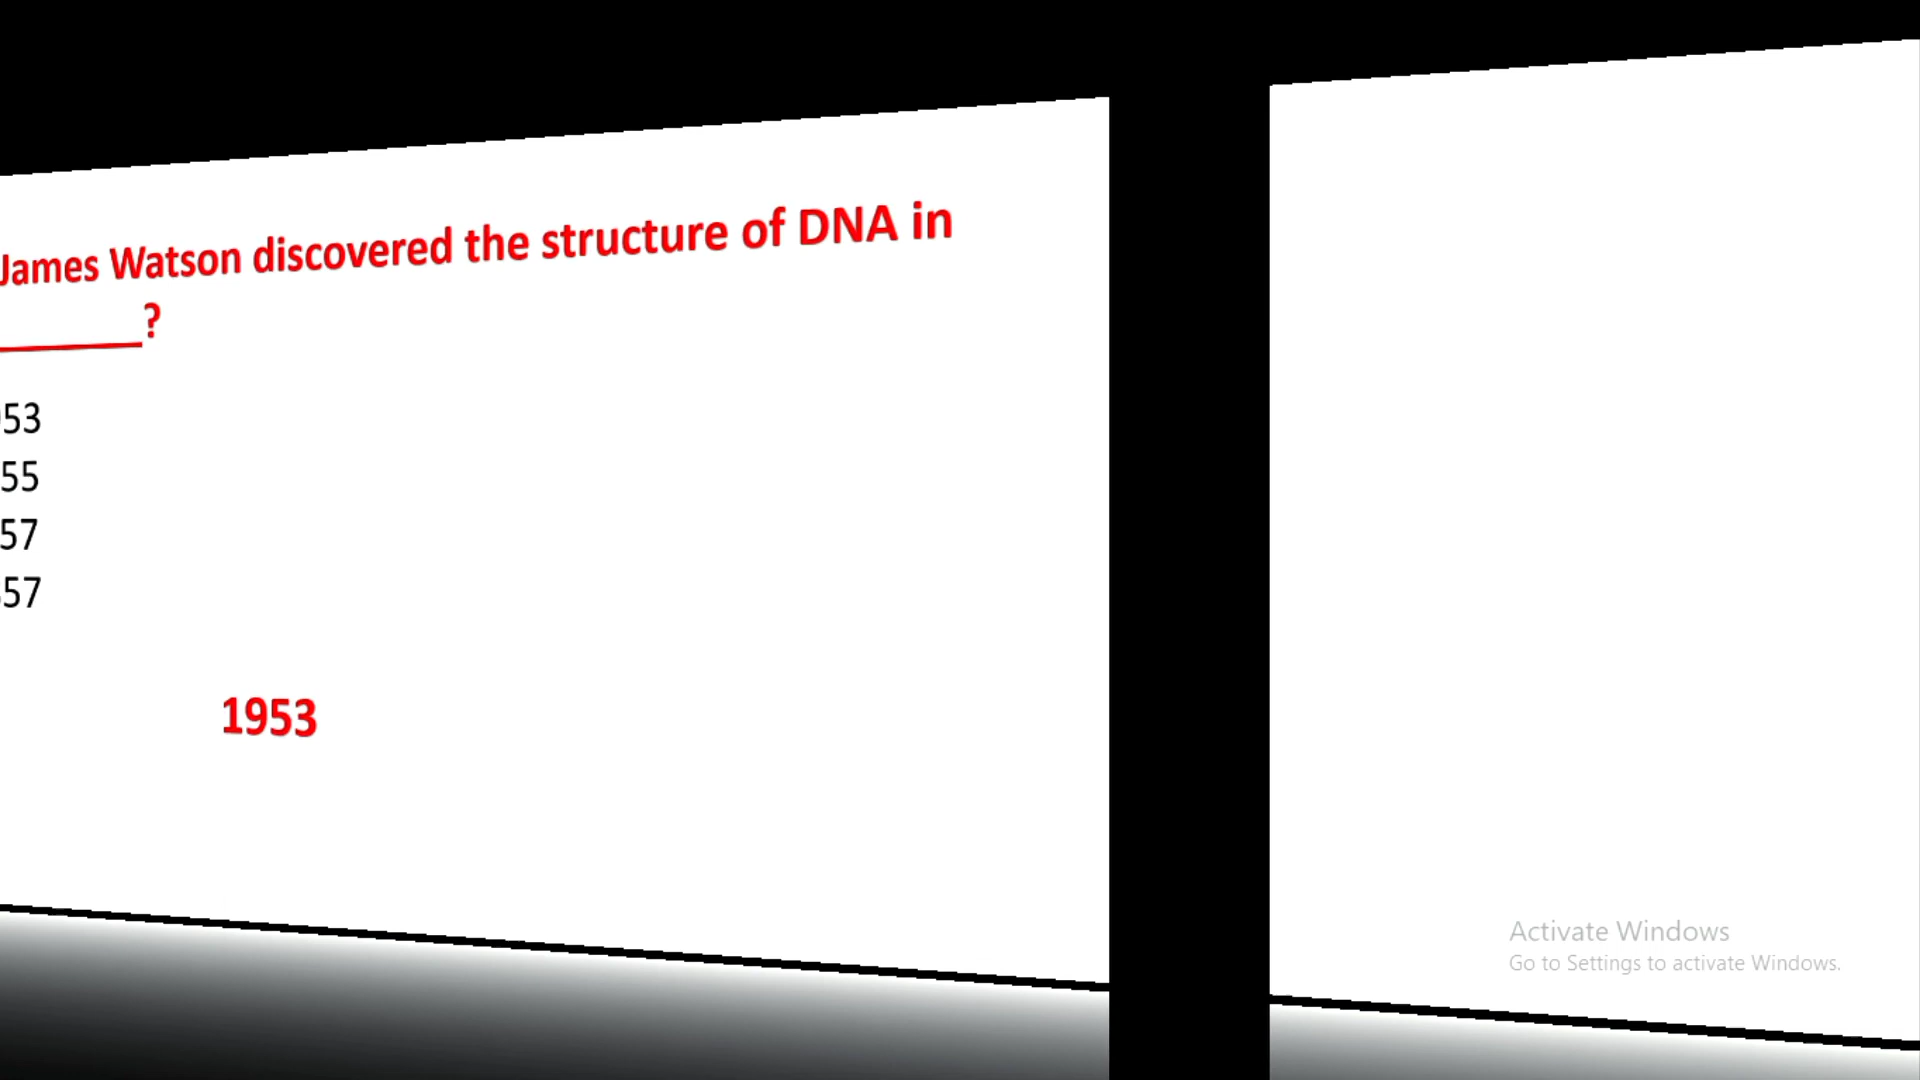 James Watson discovered the structure of DNA in
________?
53
55
57
57
1953
Activate Windows
Go to Settings to activate Windows.